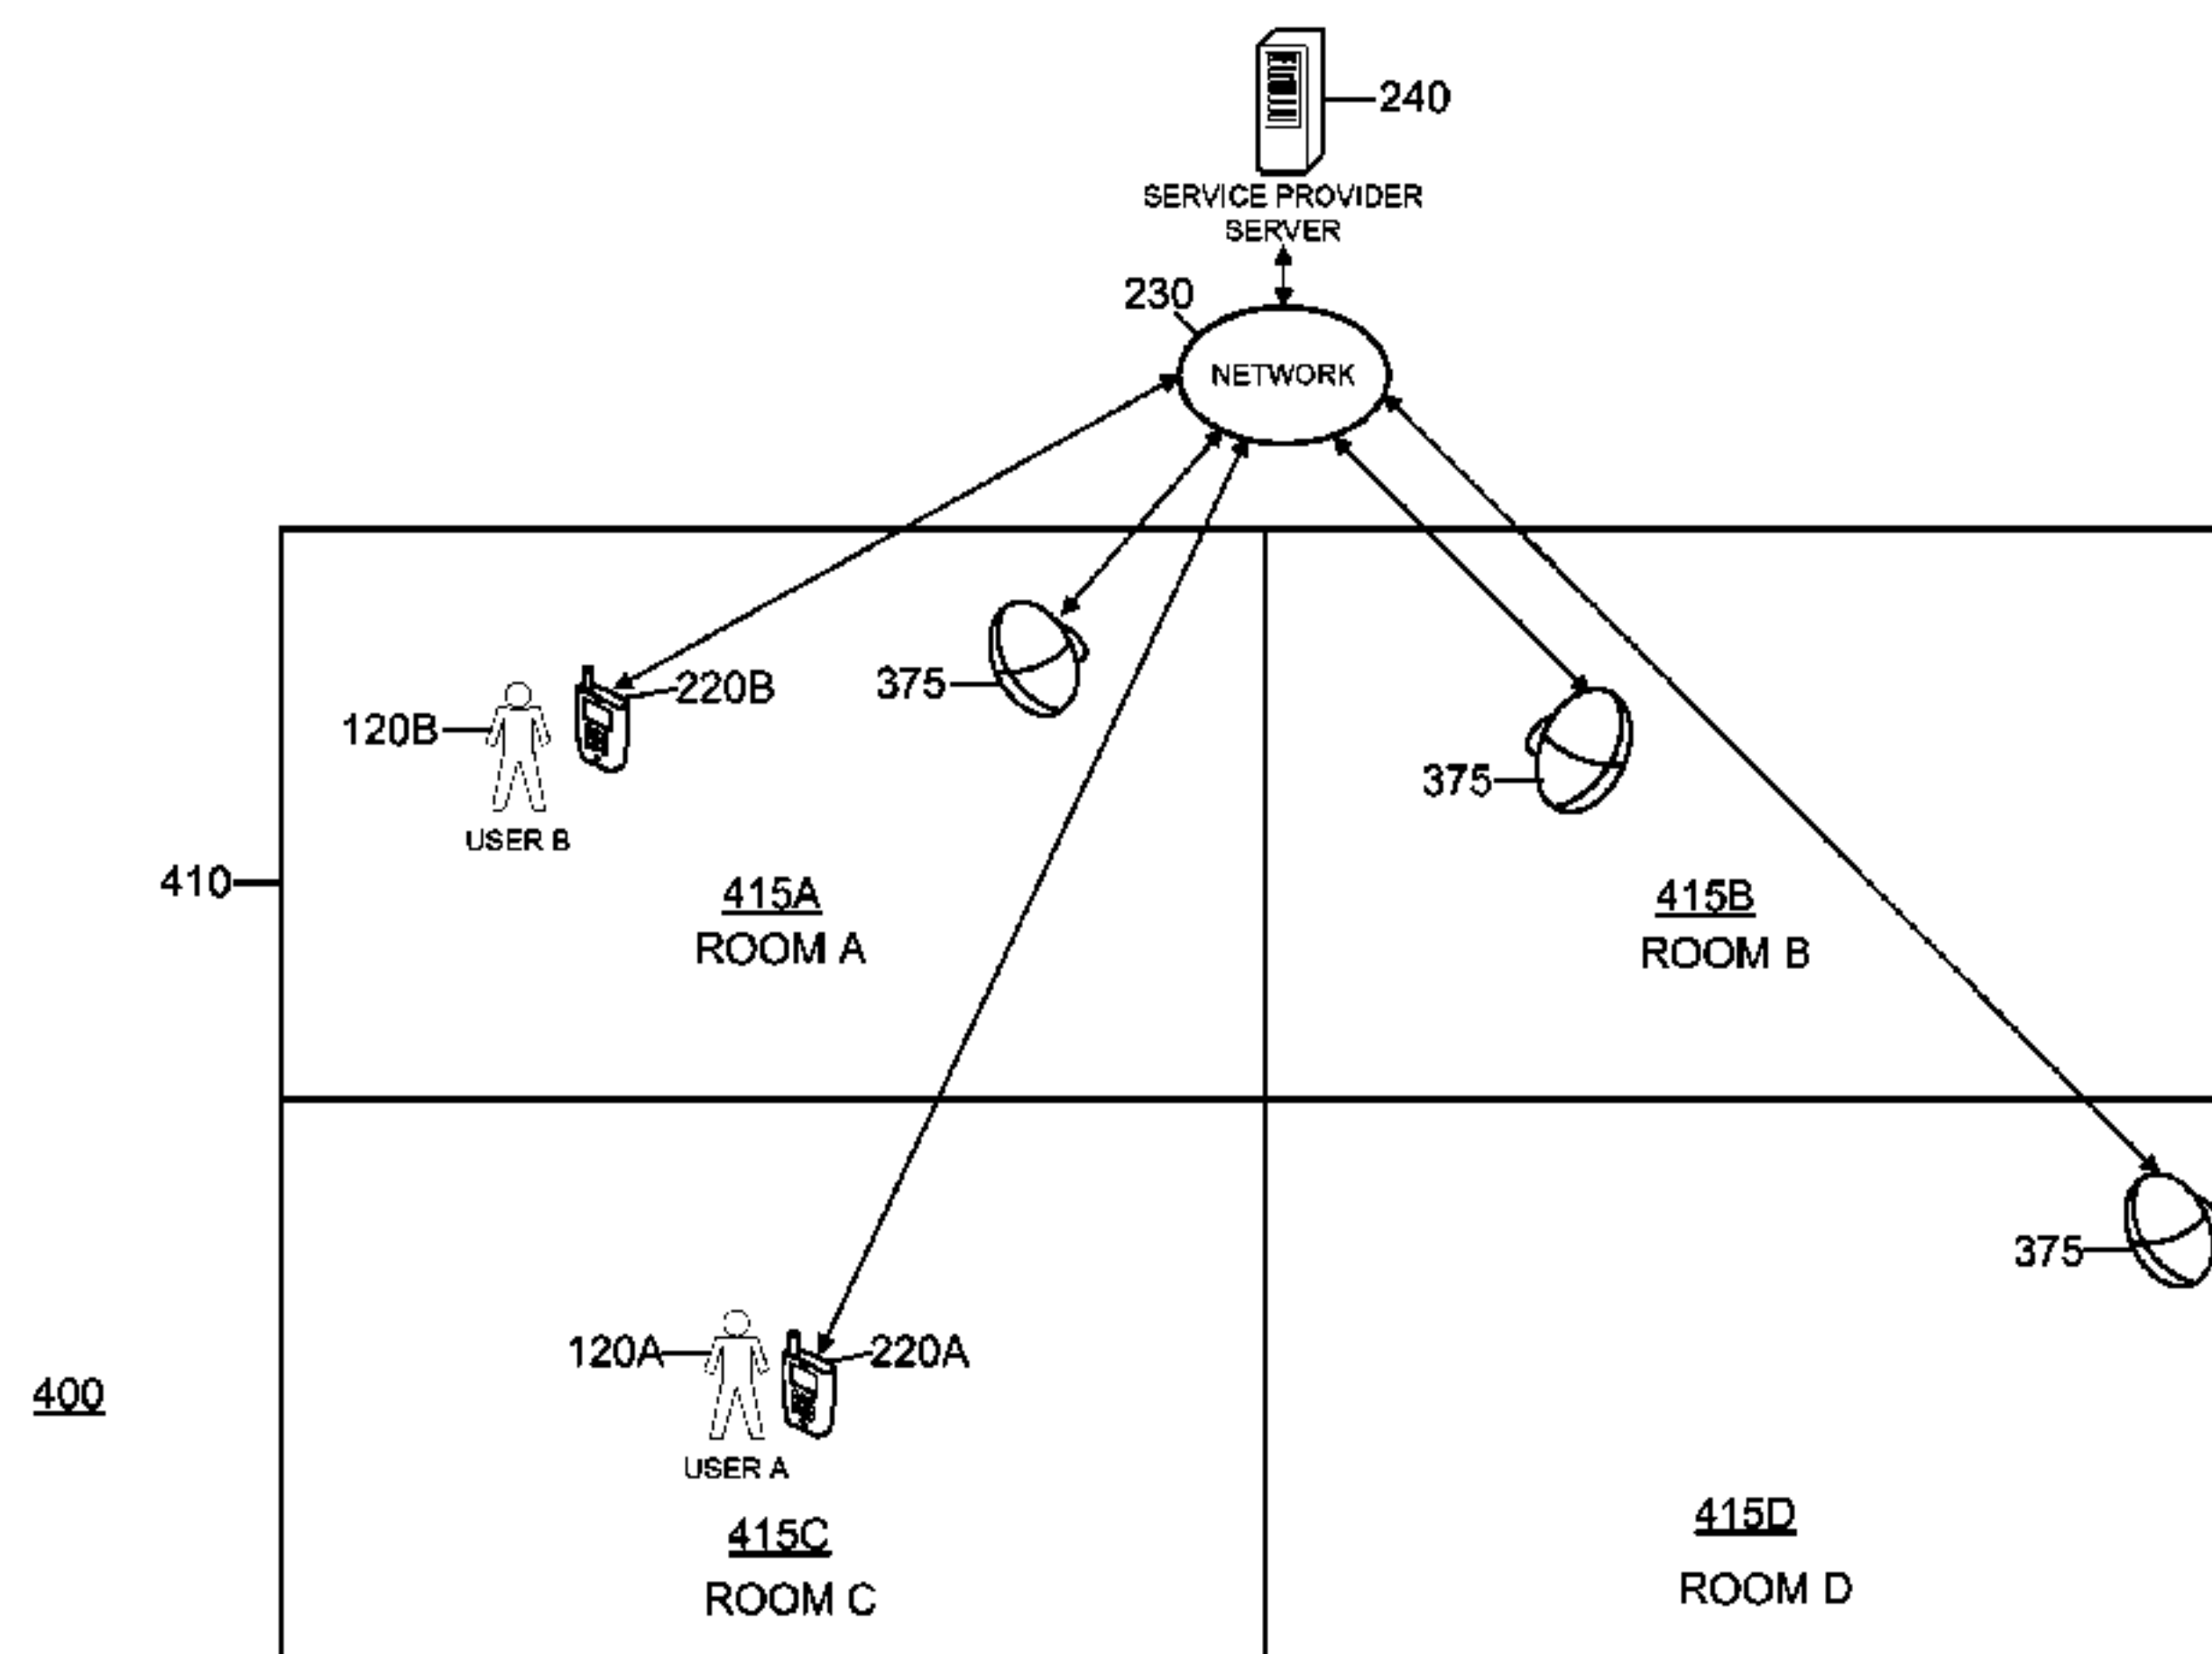 240
SERVICE PROVIDER
SERVER
230
NETWORK
220B
375
120B
375
USER B
410
415A
ROOM A
415B
ROOM B
375
120A
220A
400
USER A
415C
ROOM C
415D
ROOM D